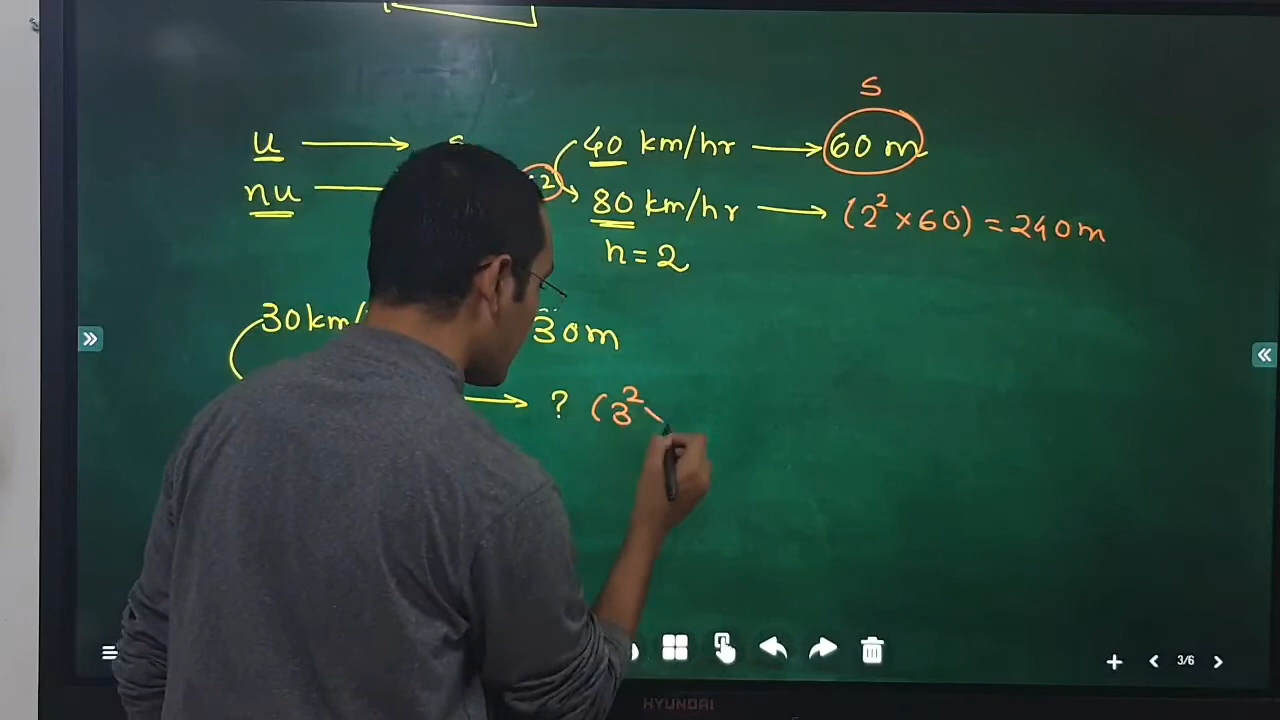 S
u → 40 km/hr → 60 m
nu 2 80 km/hr → (2² × 60) = 240 m
n = 2
30 km/ 30 m
→ ? (3²
3/6
HYUNDAI